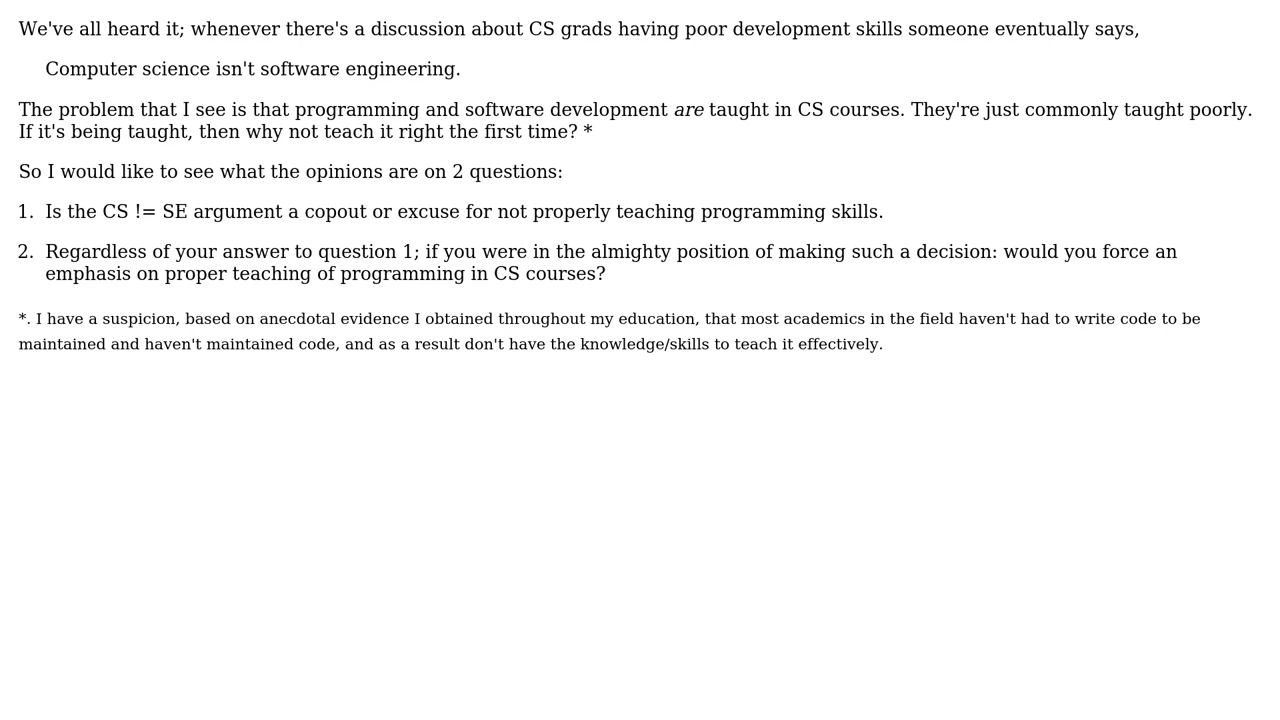 We've all heard it; whenever there's a discussion about CS grads having poor development skills someone eventually says,
Computer science isn't software engineering.
The problem that I see is that programming and software development are taught in CS courses. They're just commonly taught poorly.
If it's being taught, then why not teach it right the first time? *
So I would like to see what the opinions are on 2 questions:
1. Is the CS != SE argument a copout or excuse for not properly teaching programming skills.
2. Regardless of your answer to question 1; if you were in the almighty position of making such a decision: would you force an
emphasis on proper teaching of programming in CS courses?
*. I have a suspicion, based on anecdotal evidence I obtained throughout my education, that most academics in the field haven't had to write code to be
maintained and haven't maintained code, and as a result don't have the knowledge/skills to teach it effectively.